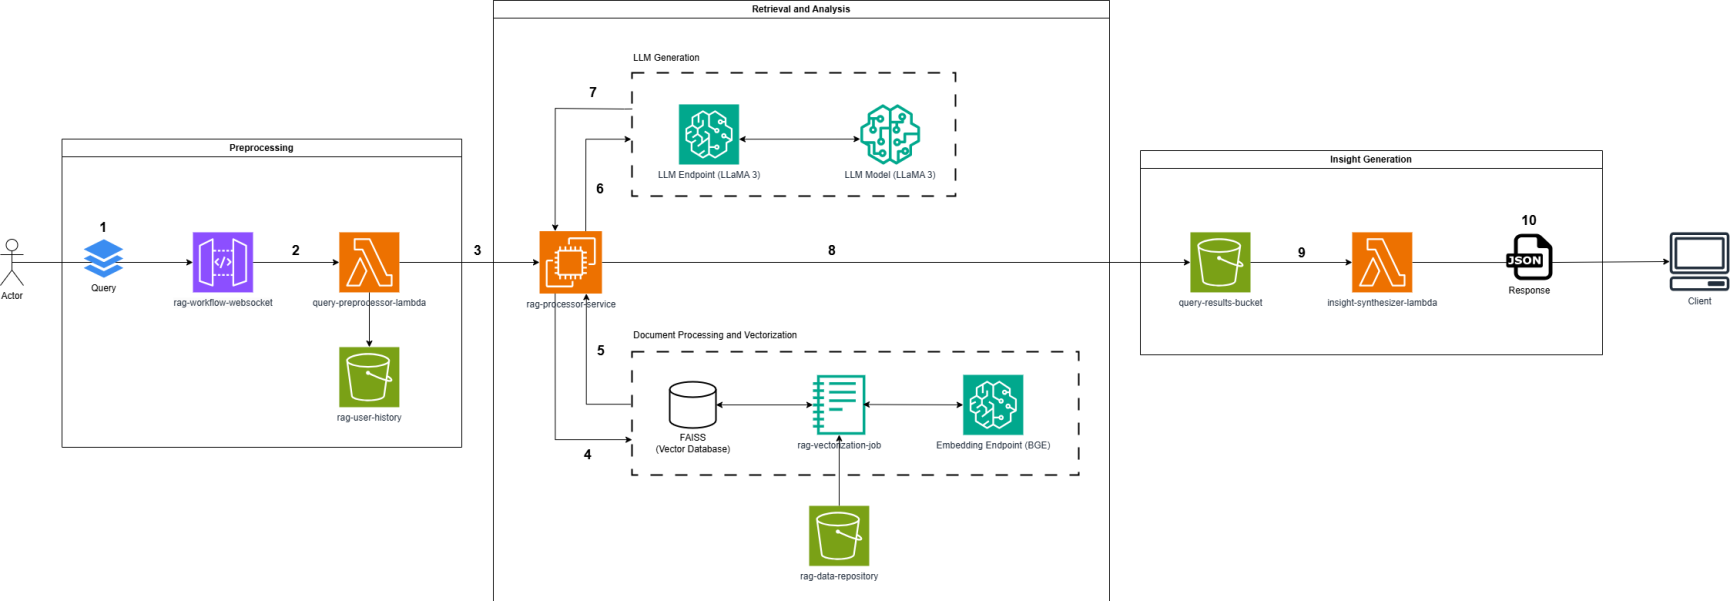 Retrieval and Analysis
LLM Generation
7
LLM Endpoint (LLaMA 3)
LLM Model (LLaMA 3)
6
Preprocessing
1
Query
rag-workflow-websocket
2
query-preprocessor-lambda
rag-user-history
Actor
3
rag-processor-service
8
5
4
Document Processing and Vectorization
FAISS
(Vector Database)
rag-vectorization-job
Embedding Endpoint (BGE)
rag-data-repository
Insight Generation
query-results-bucket
9
insight-synthesizer-lambda
10
JSON
Response
Client